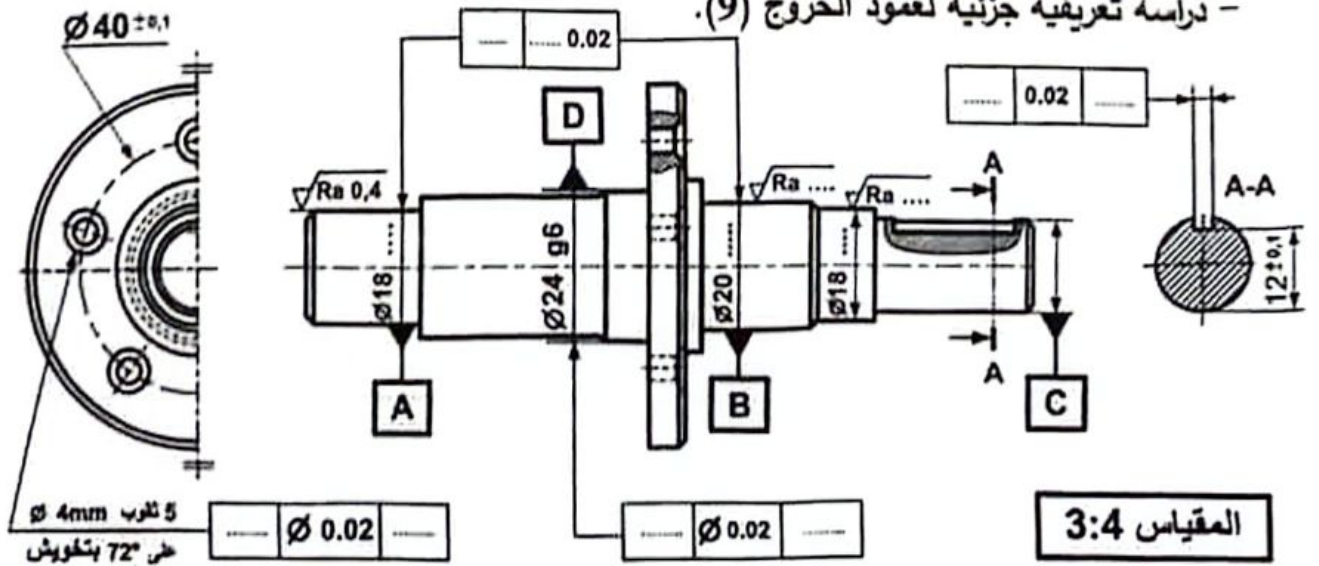 – دراسة تعريفية جزئية لعمود الخروج (9).
Ø40 ±0,1
..... ...... 0.02
...... 0.02 ......
D
A
A-A
Ra 0,4
Ra ....
Ra ....
Ø18 ......
Ø24 g6
Ø20 ......
Ø18 ......
12±0,1
A
B
A
C
5 ثقوب Ø 4mm
على 72° بتخويش
...... Ø 0.02 ......
...... Ø 0.02 ......
المقياس 3:4